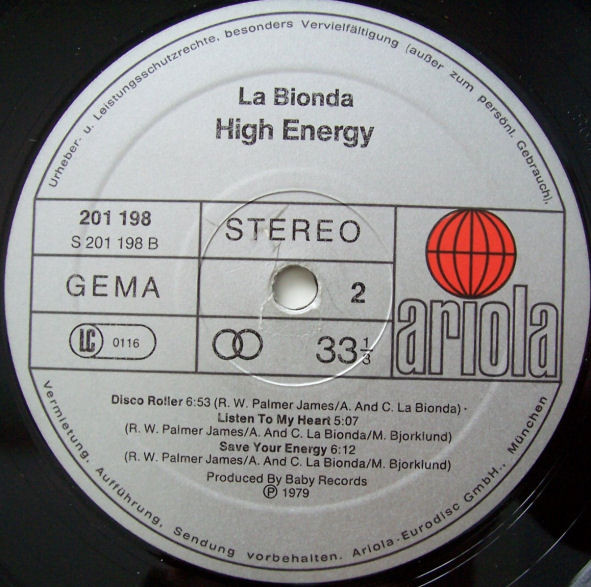 Urheber- u. Leistungsschutzrechte, besonders Vervielfältigung (außer zum persönl. Gebrauch),
La Bionda
High Energy
201 198
S 201 198 B
STEREO
GEMA
2
LC 0116
33 1/3
ariola
Disco Roller 6:53 (R. W. Palmer James/A. And C. La Bionda) ·
Listen To My Heart 5:07
(R. W. Palmer James/A. And C. La Bionda/M. Bjorklund)
Save Your Energy 6:12
(R. W. Palmer James/A. And C. La Bionda/M. Bjorklund)
Produced By Baby Records
Ⓟ 1979
Vermietung, Aufführung, Sendung vorbehalten. Ariola-Eurodisc GmbH., München